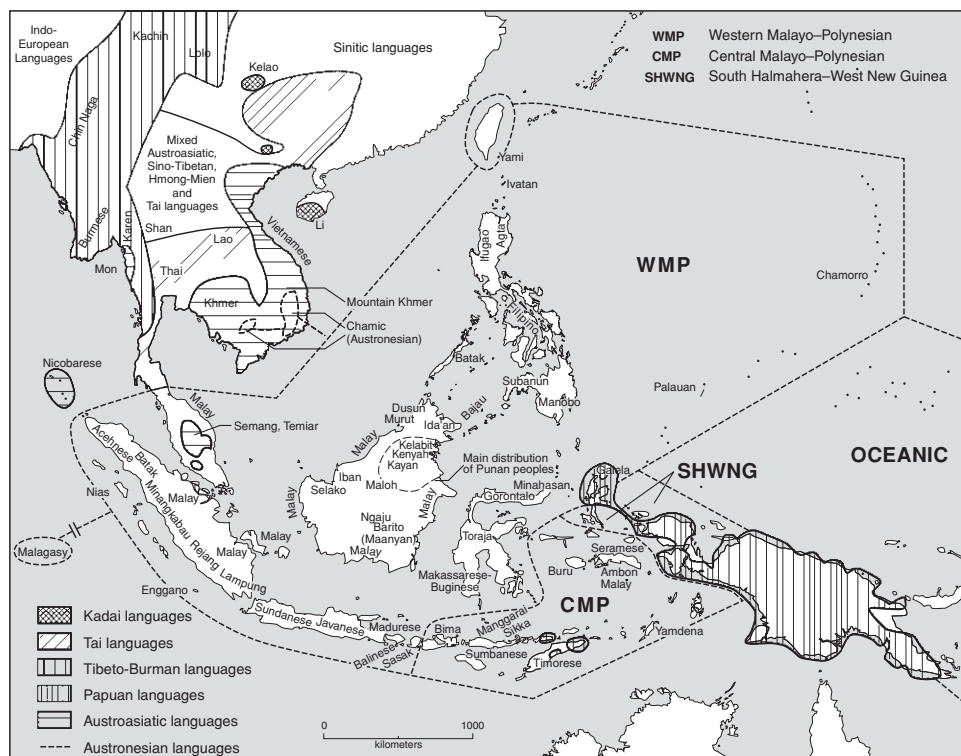 Indo-
European
Languages
Kachin
Lolo
Sinitic languages
Kelao
WMP Western Malayo–Polynesian
CMP Central Malayo–Polynesian
SHWNG South Halmahera–West New Guinea
Chin Naga
Mixed
Austroasiatic,
Sino-Tibetan,
Hmong-Mien
and
Tai languages
Yami
Ivatan
Li
Burmese
Karen
Shan
Lao
Vietnamese
Mon
Thai
Ifugao
Agta
WMP
Chamorro
Khmer
Mountain Khmer
Chamic
(Austronesian)
Filipino
Nicobarese
Batak
Palauan
Subanun
Manobo
Malay
Dusun
Murut
Ida'an
Bajau
Semang, Temiar
Malay
Kelabit
Kenyah
Kayan
Main distribution
of Punan peoples
OCEANIC
Acehnese
Batak
Iban
Selako
Maloh
Malay
Minahasan
Gorontalo
Galela
SHWNG
Nias
Minangkabau
Malay
Malay
Ngaju
Barito
(Maanyan)
Malay
Toraja
Malagasy
Malay
Malay
Rejang
Lampung
Seramese
Buru
Ambon
Malay
Makassarese-
Buginese
Enggano
CMP
Sundanese
Javanese
Madurese
Bima
Manggarai
Sikka
Yamdena
Balinese
Sasak
Sumbanese
Timorese
Kadai languages
Tai languages
Tibeto-Burman languages
Papuan languages
Austroasiatic languages
Austronesian languages
0 1000
kilometers